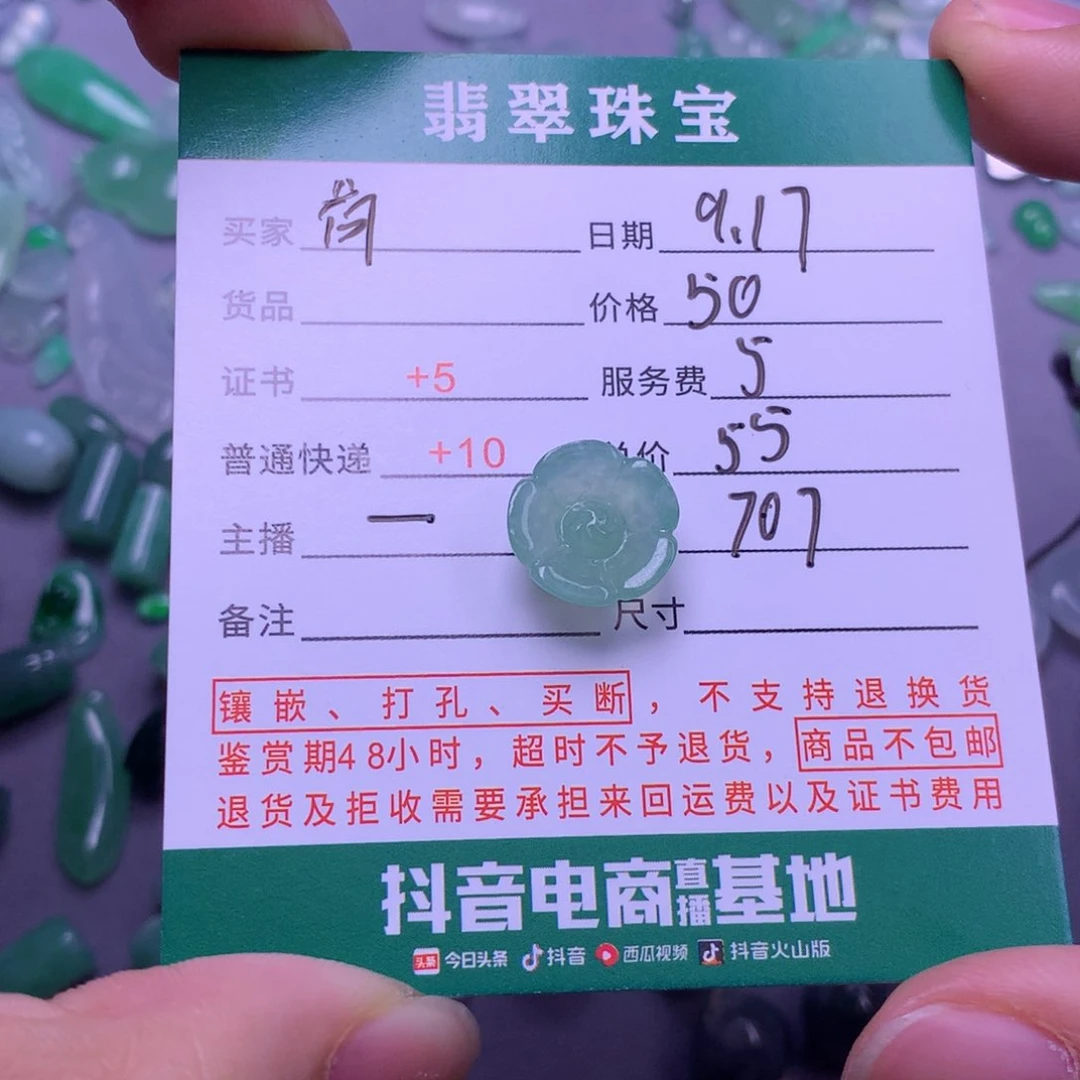 翡翠珠宝
买家 荷 日期 9.17
货品 价格 50
证书 +5 服务费 5
普通快递 +10 价 55
主播 一 707
备注 尺寸
镶嵌、打孔、买断，不支持退换货
鉴赏期48小时，超时不予退货，商品不包邮
退货及拒收需要承担来回运费以及证书费用
抖音电商直播基地
头条 今日头条 抖音 西瓜视频 抖音火山版